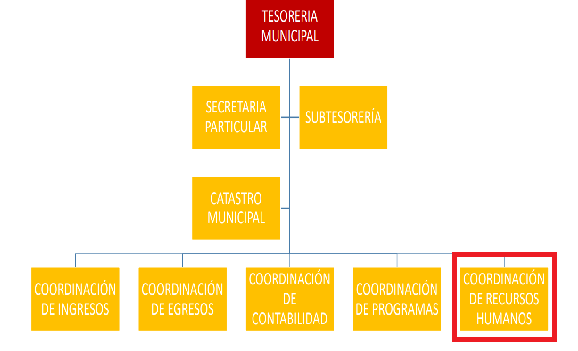 TESORERIA
MUNICIPAL
SECRETARIA
PARTICULAR
SUBTESORERÍA
CATASTRO
MUNICIPAL
COORDINACIÓN
DE INGRESOS
COORDINACIÓN
DE EGRESOS
COORDINACIÓN
DE
CONTABILIDAD
COORDINACIÓN
DE PROGRAMAS
COORDINACIÓN
DE RECURSOS
HUMANOS